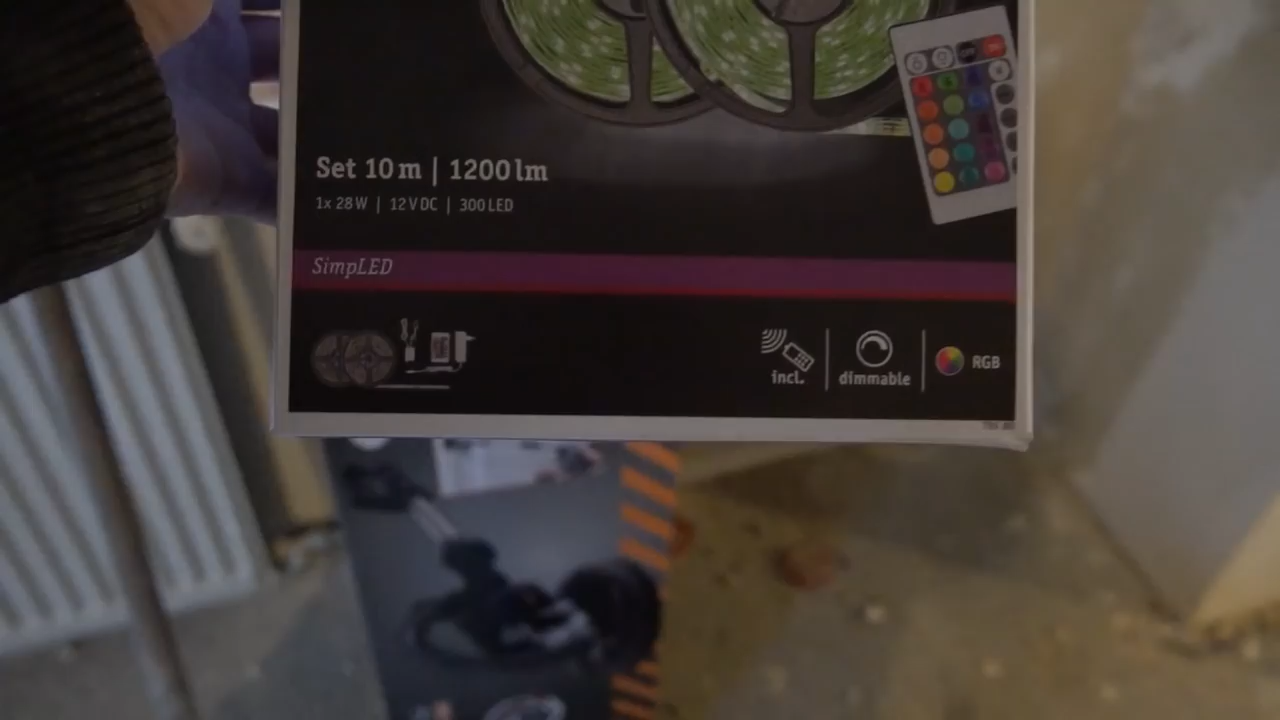 Set 10 m | 1200 lm
1x 28 W | 12 V DC | 300 LED
SimpLED
incl.
dimmable
RGB